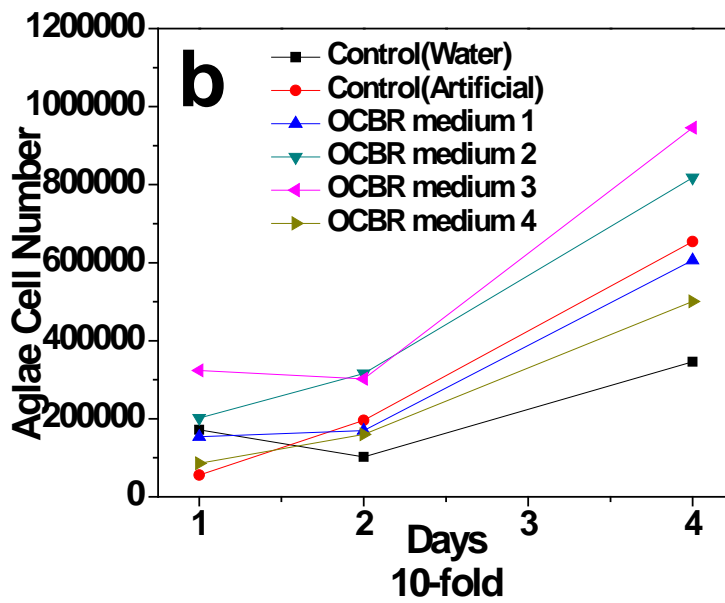 b
Control(Water)
Control(Artificial)
OCBR medium 1
OCBR medium 2
OCBR medium 3
OCBR medium 4
Aglae Cell Number
1200000
1000000
800000
600000
400000
200000
0
1 2 3 4
Days
10-fold